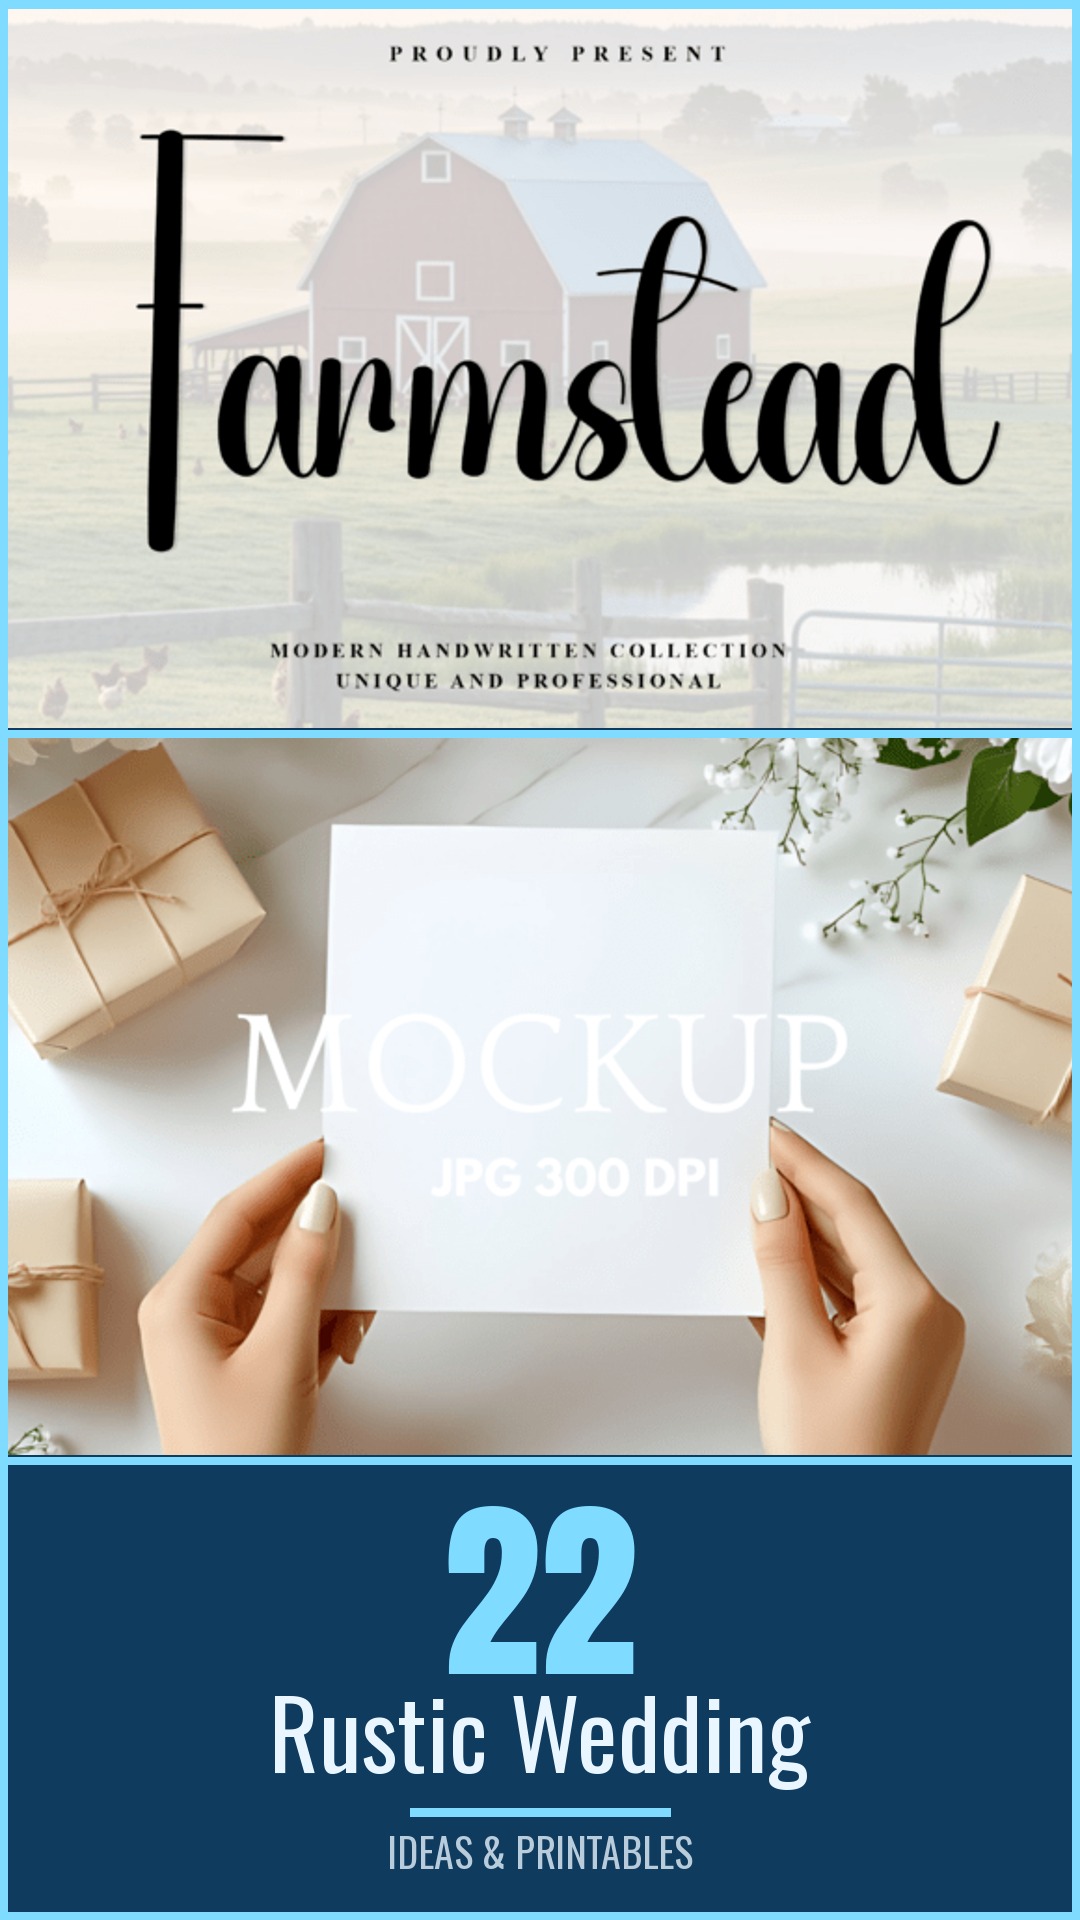 PROUDLY PRESENT
Farmstead
MODERN HANDWRITTEN COLLECTION
UNIQUE AND PROFESSIONAL
MOCKUP
JPG 300 DPI
22
Rustic Wedding
IDEAS & PRINTABLES